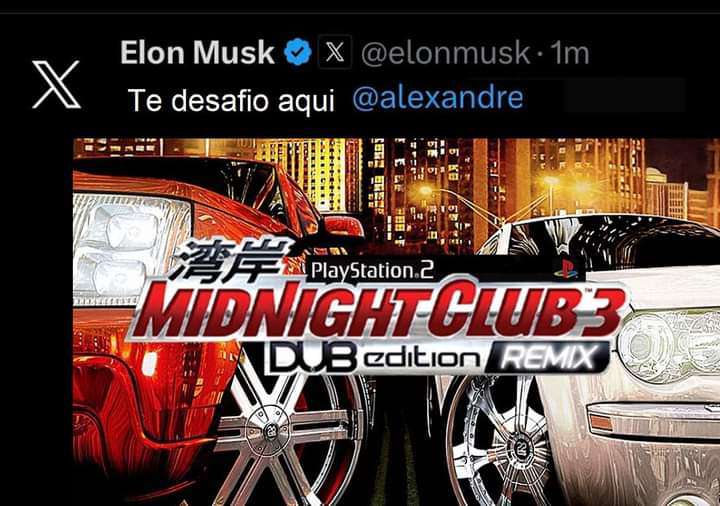 Elon Musk X @elonmusk · 1m
X
Te desafio aqui @alexandre
湾岸
PlayStation 2
MIDNIGHT CLUB 3
DUB edition REMIX